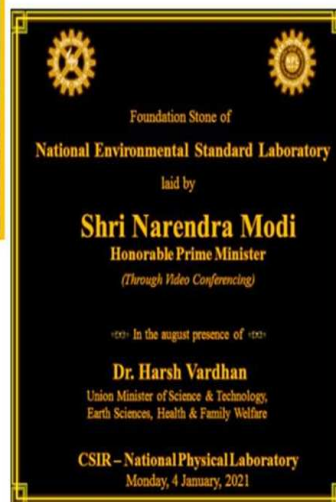 Foundation Stone of
National Environmental Standard Laboratory
laid by
Shri Narendra Modi
Honorable Prime Minister
(Through Video Conferencing)
In the august presence of
Dr. Harsh Vardhan
Union Minister of Science & Technology,
Earth Sciences, Health & Family Welfare
CSIR – National Physical Laboratory
Monday, 4 January, 2021